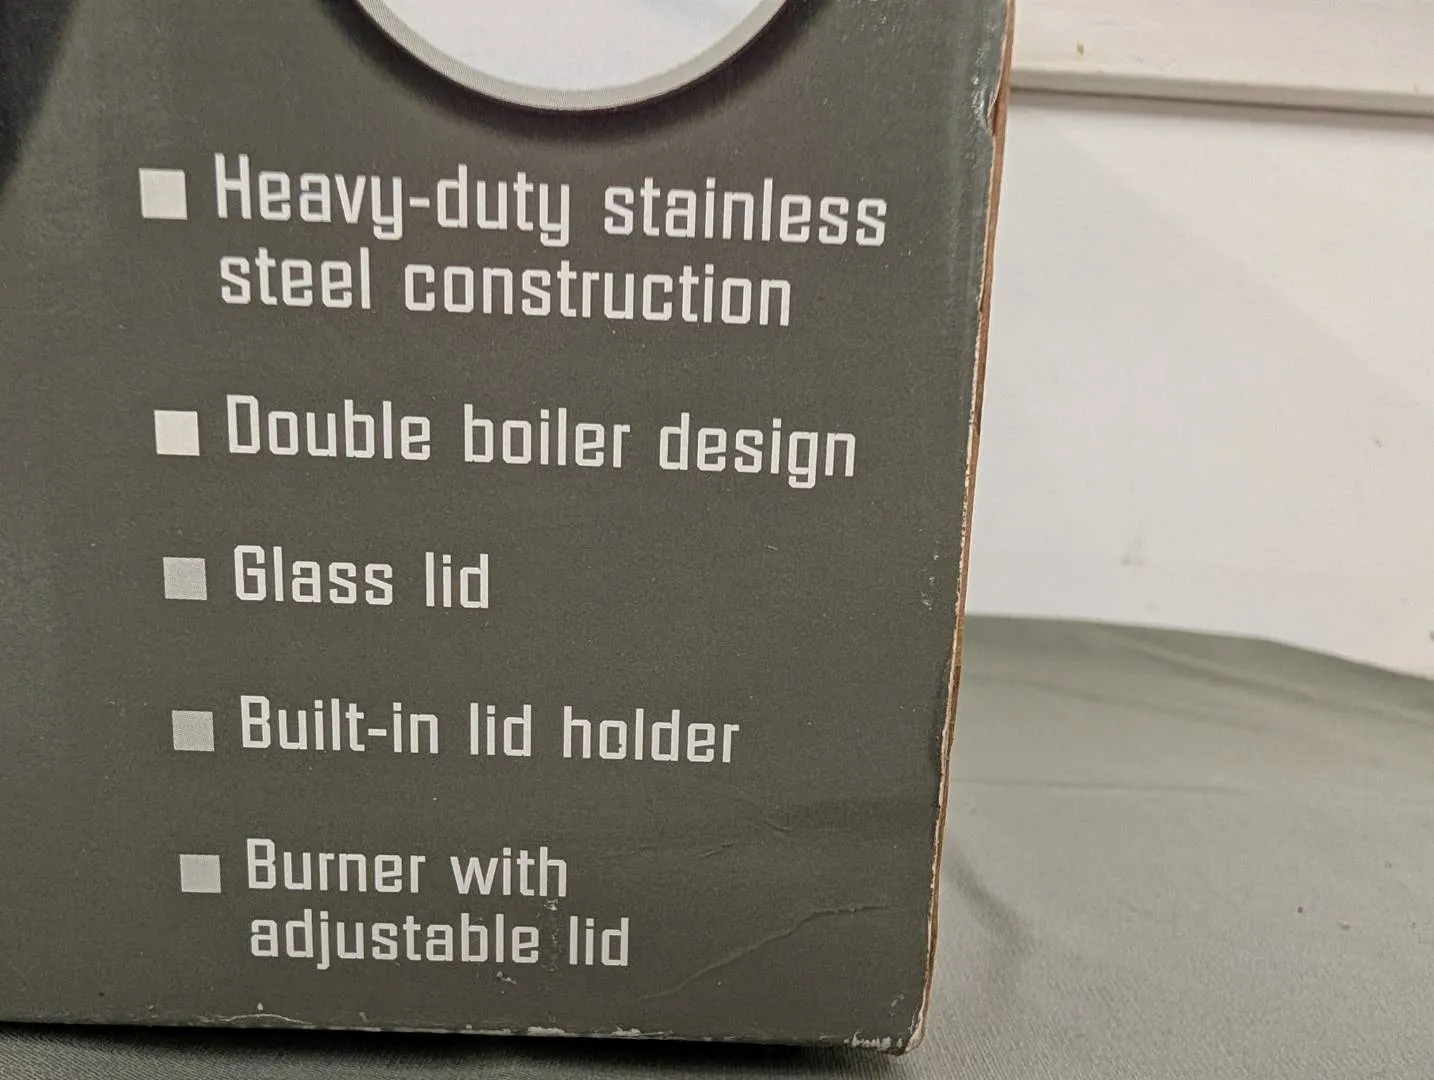 Heavy-duty stainless
steel construction
Double boiler design
Glass lid
Built-in lid holder
Burner with
adjustable lid